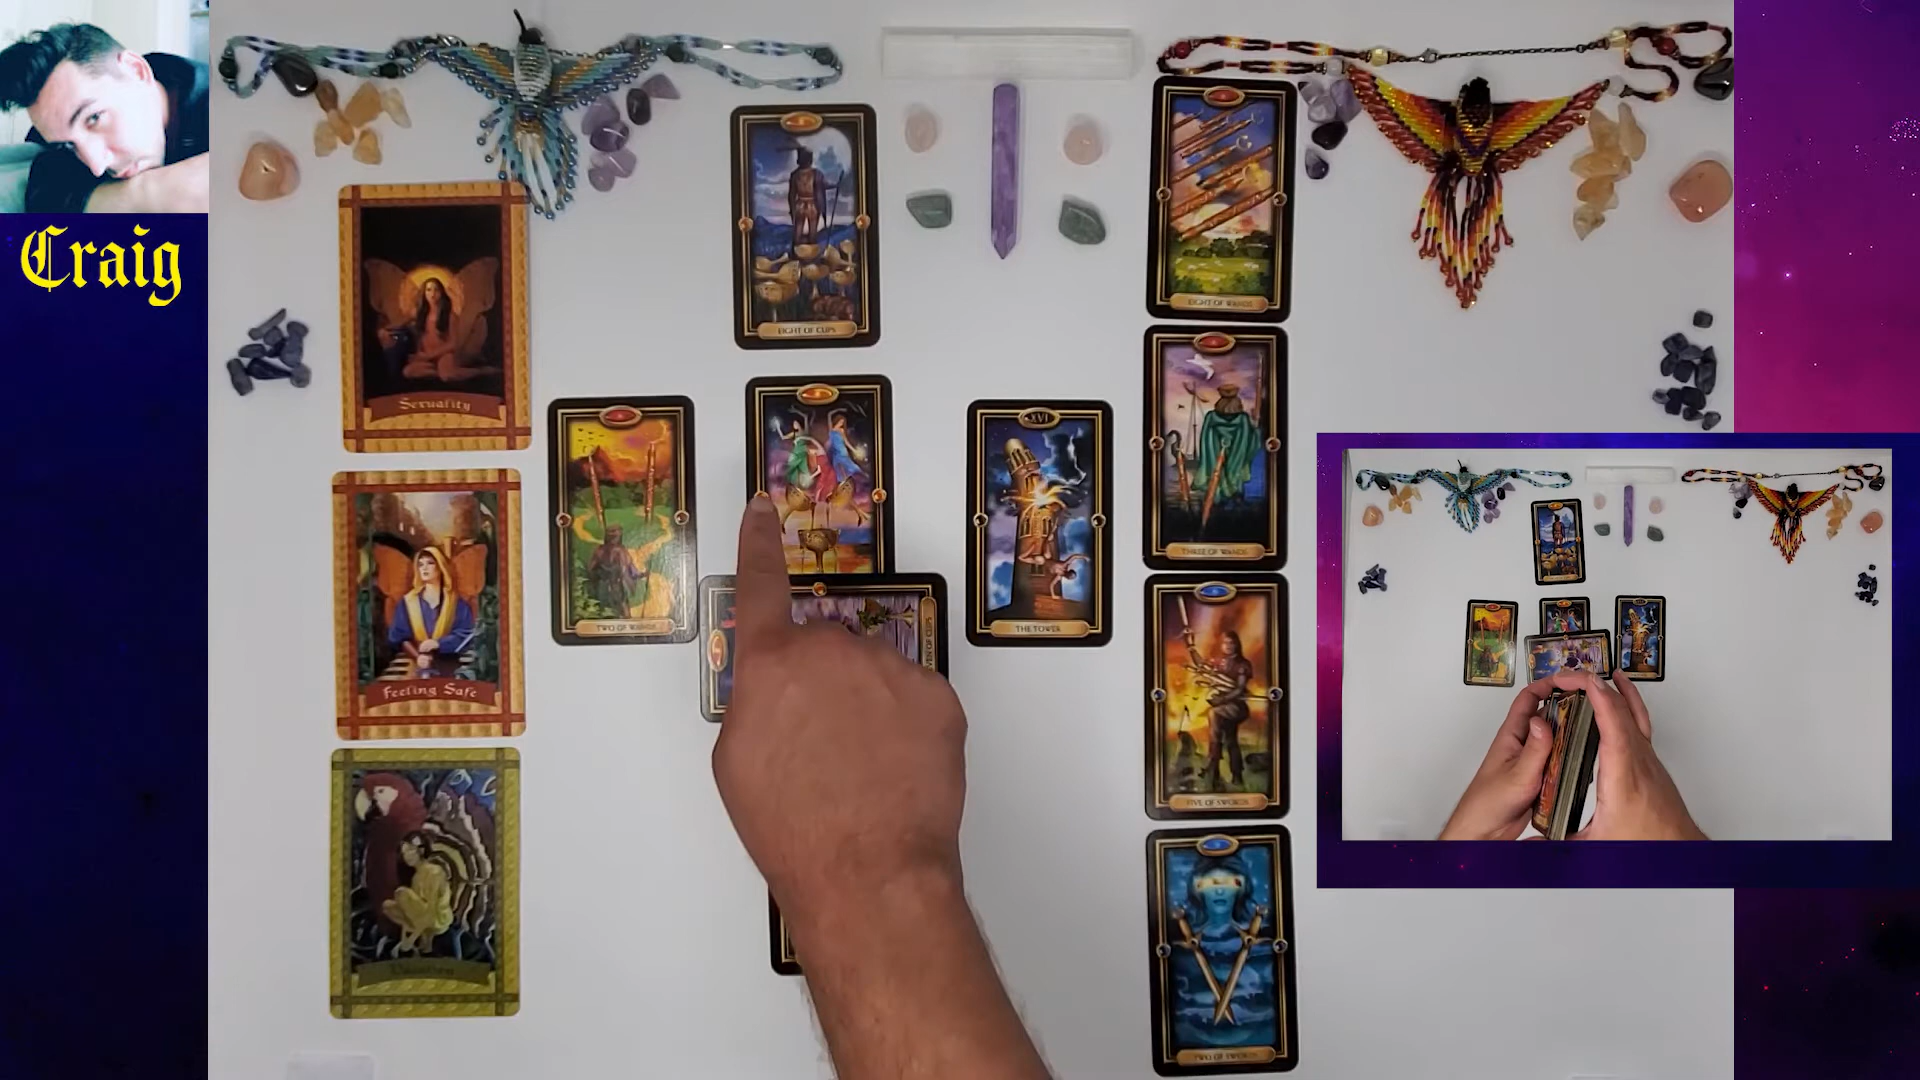 Craig
EIGHT OF CUPS
EIGHT OF WANDS
Sexuality
XVI
THREE OF WANDS
TWO OF WANDS
THE TOWER
Feeling Safe
FIVE OF SWORDS
TWO OF SWORDS